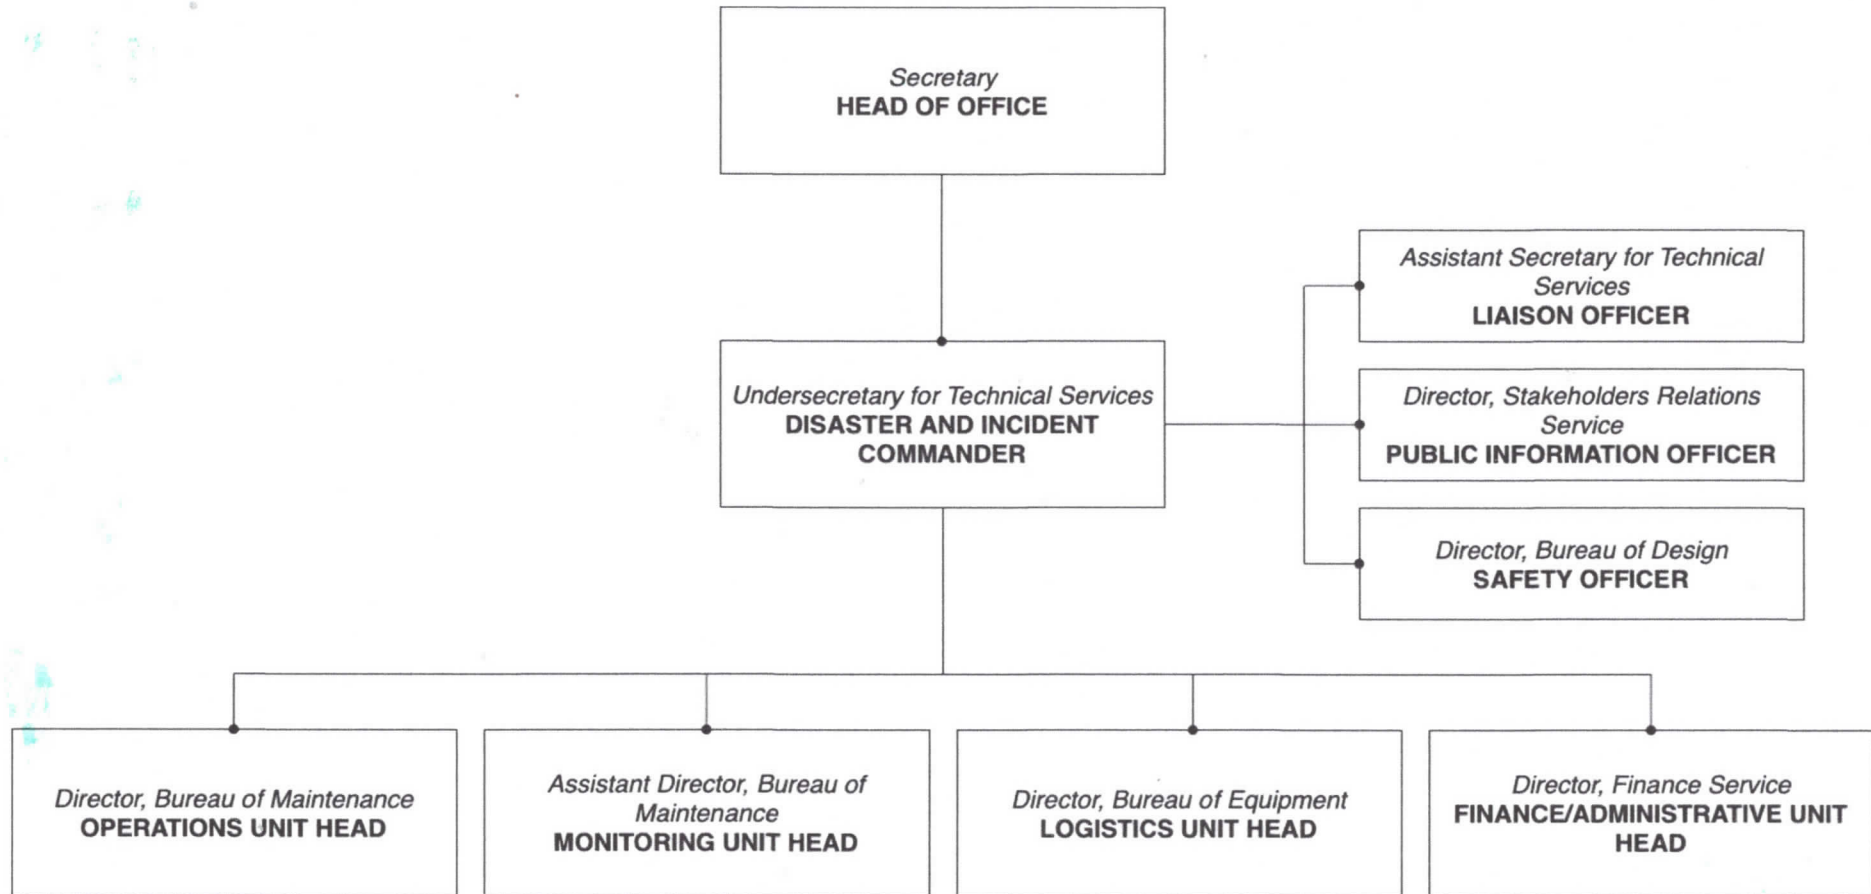 Secretary
HEAD OF OFFICE
Assistant Secretary for Technical
Services
LIAISON OFFICER
Undersecretary for Technical Services
DISASTER AND INCIDENT
COMMANDER
Director, Stakeholders Relations
Service
PUBLIC INFORMATION OFFICER
Director, Bureau of Design
SAFETY OFFICER
Director, Bureau of Maintenance
OPERATIONS UNIT HEAD
Assistant Director, Bureau of
Maintenance
MONITORING UNIT HEAD
Director, Bureau of Equipment
LOGISTICS UNIT HEAD
Director, Finance Service
FINANCE/ADMINISTRATIVE UNIT
HEAD